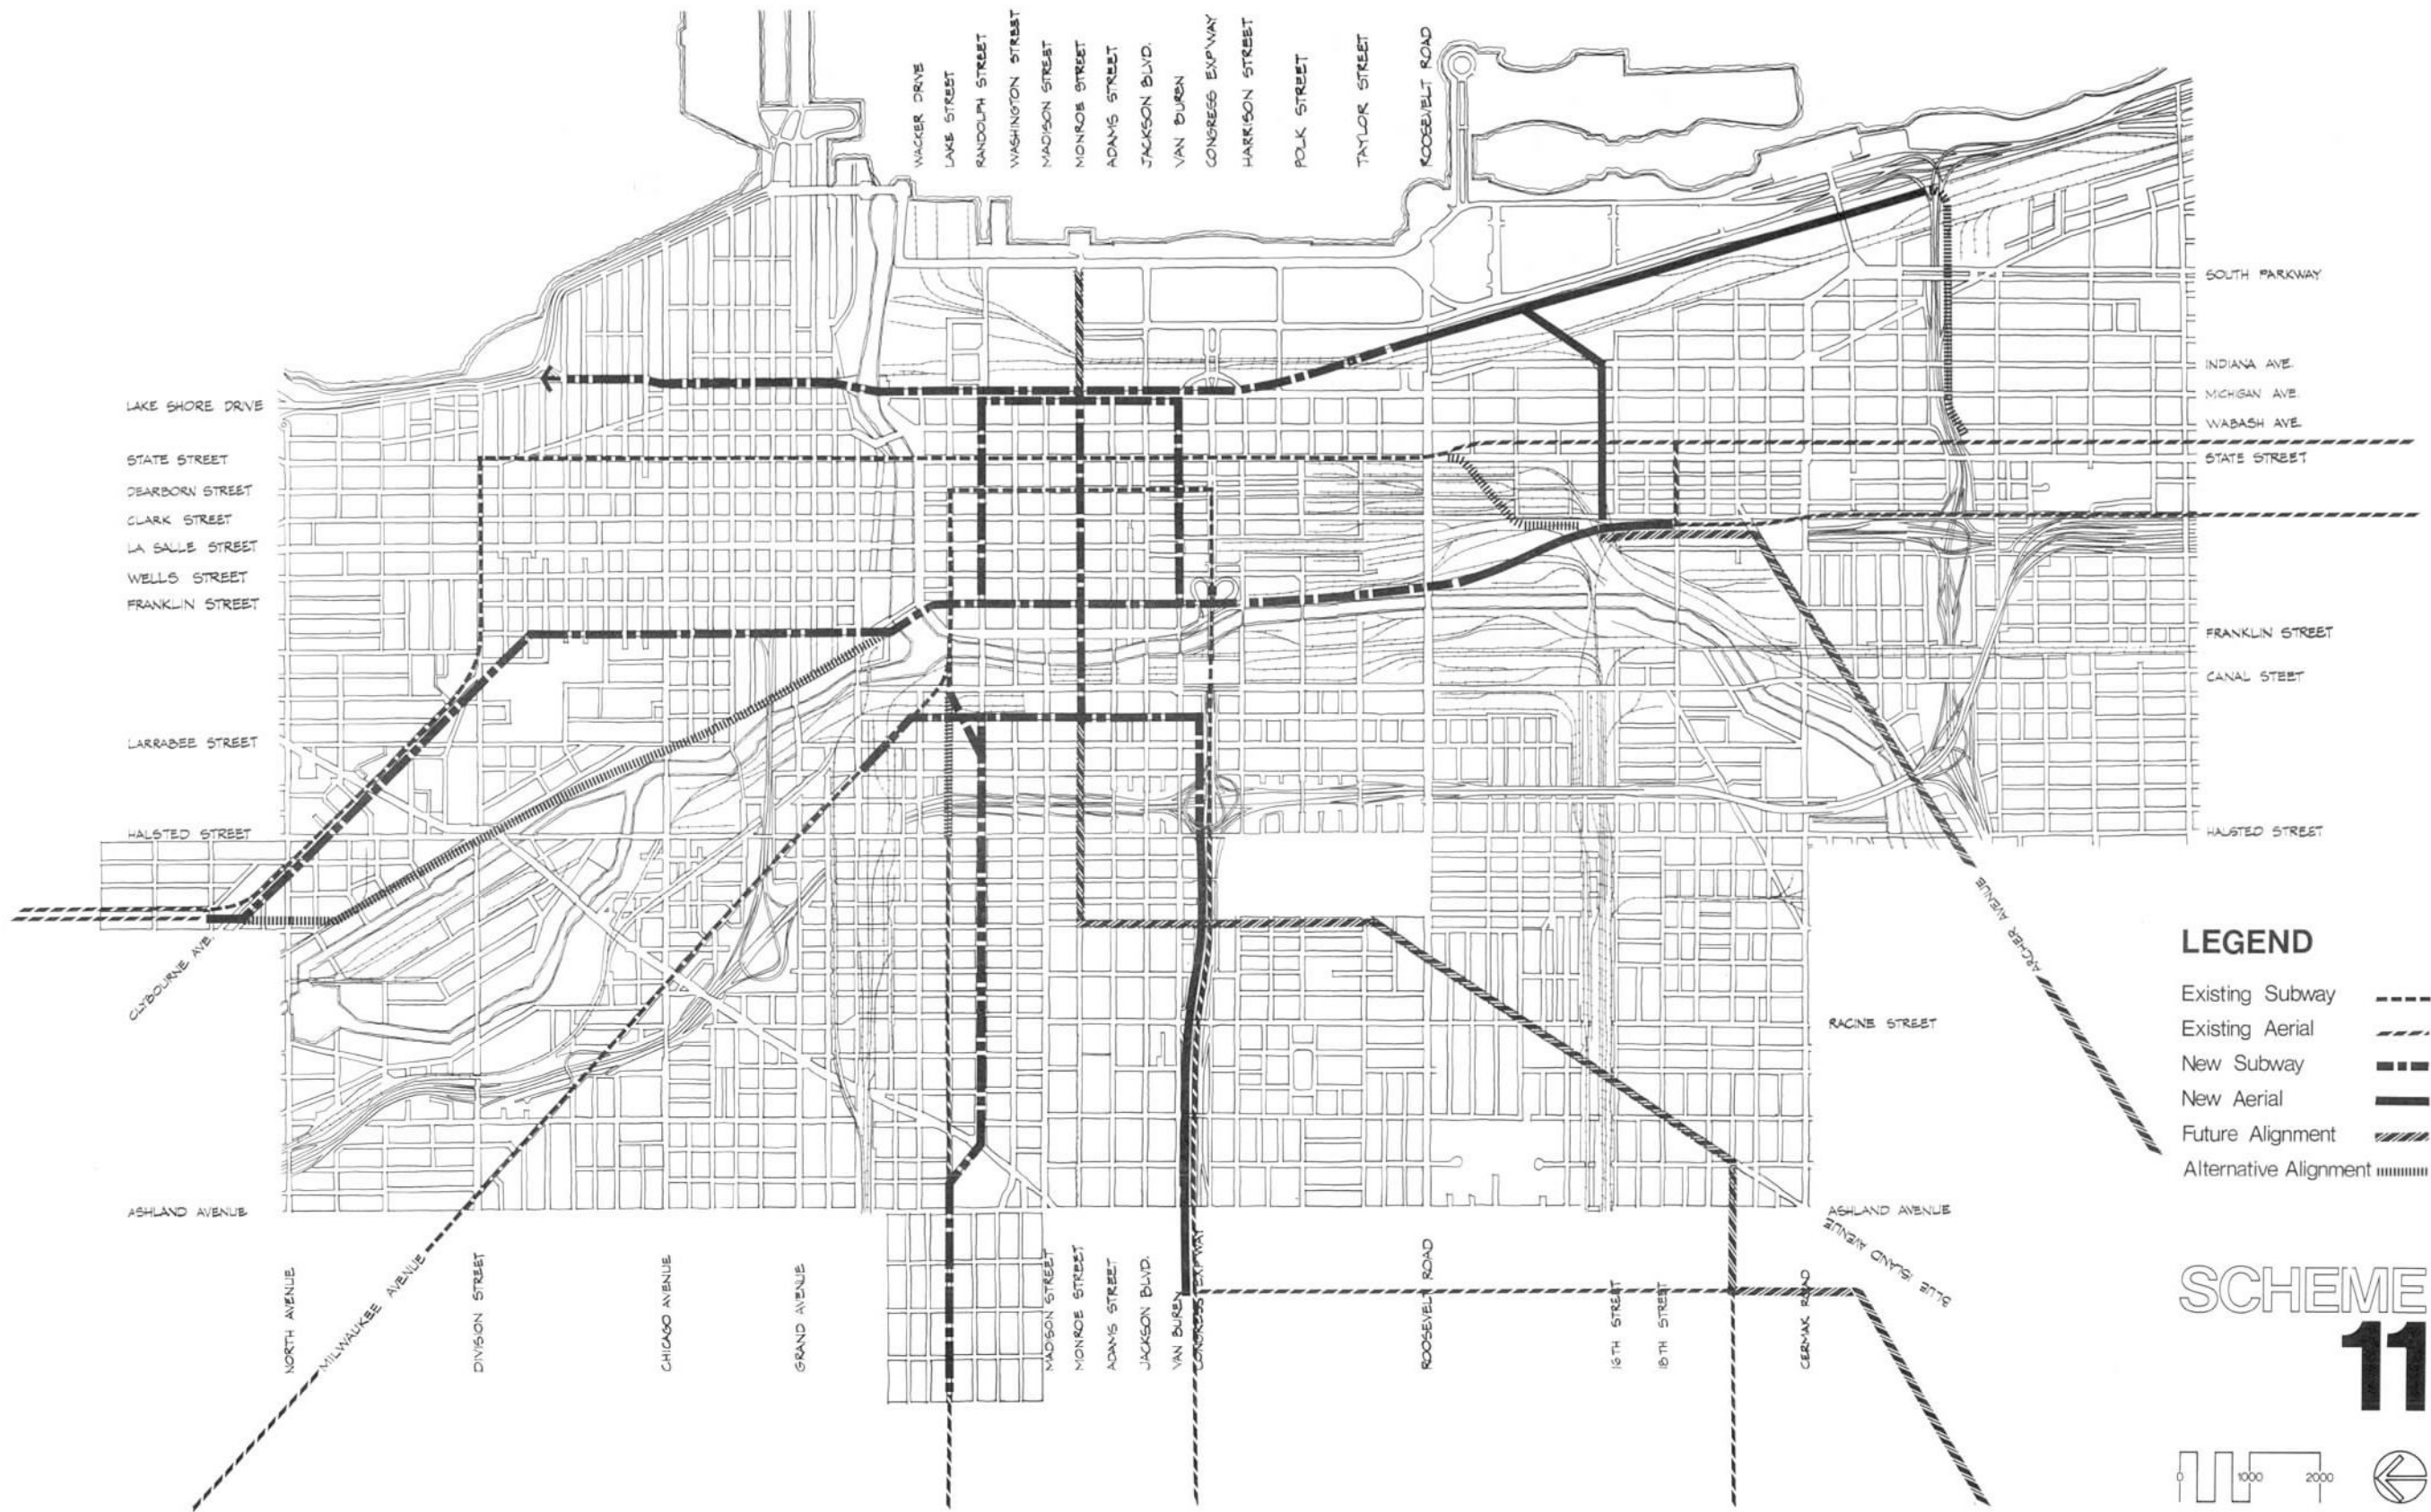 WACKER DRIVE
LAKE STREET
RANDOLPH STREET
WASHINGTON STREET
MADISON STREET
MONROE STREET
ADAMS STREET
JACKSON BLVD.
VAN BUREN
CONGRESS EXP'WAY
HARRISON STREET
POLK STREET
TAYLOR STREET
ROOSEVELT ROAD
LAKE SHORE DRIVE
STATE STREET
DEARBORN STREET
CLARK STREET
LA SALLE STREET
WELLS STREET
FRANKLIN STREET
LARRABEE STREET
HALSTED STREET
CLYBOURNE AVE.
ASHLAND AVENUE
SOUTH PARKWAY
INDIANA AVE.
MICHIGAN AVE.
WABASH AVE.
STATE STREET
FRANKLIN STREET
CANAL STEET
HALSTED STREET
ARCHER AVENUE
RACINE STREET
ASHLAND AVENUE
BLUE ISLAND AVENUE
NORTH AVENUE
MILWAUKEE AVENUE
DIVISION STREET
CHICAGO AVENUE
GRAND AVENUE
MADISON STREET
MONROE STREET
ADAMS STREET
JACKSON BLVD.
VAN BUREN
CONGRESS EXP'WAY
ROOSEVELT ROAD
16TH STREET
18TH STREET
CERMAK ROAD
LEGEND
Existing Subway
Existing Aerial
New Subway
New Aerial
Future Alignment
Alternative Alignment
SCHEME
11
0 1000 2000